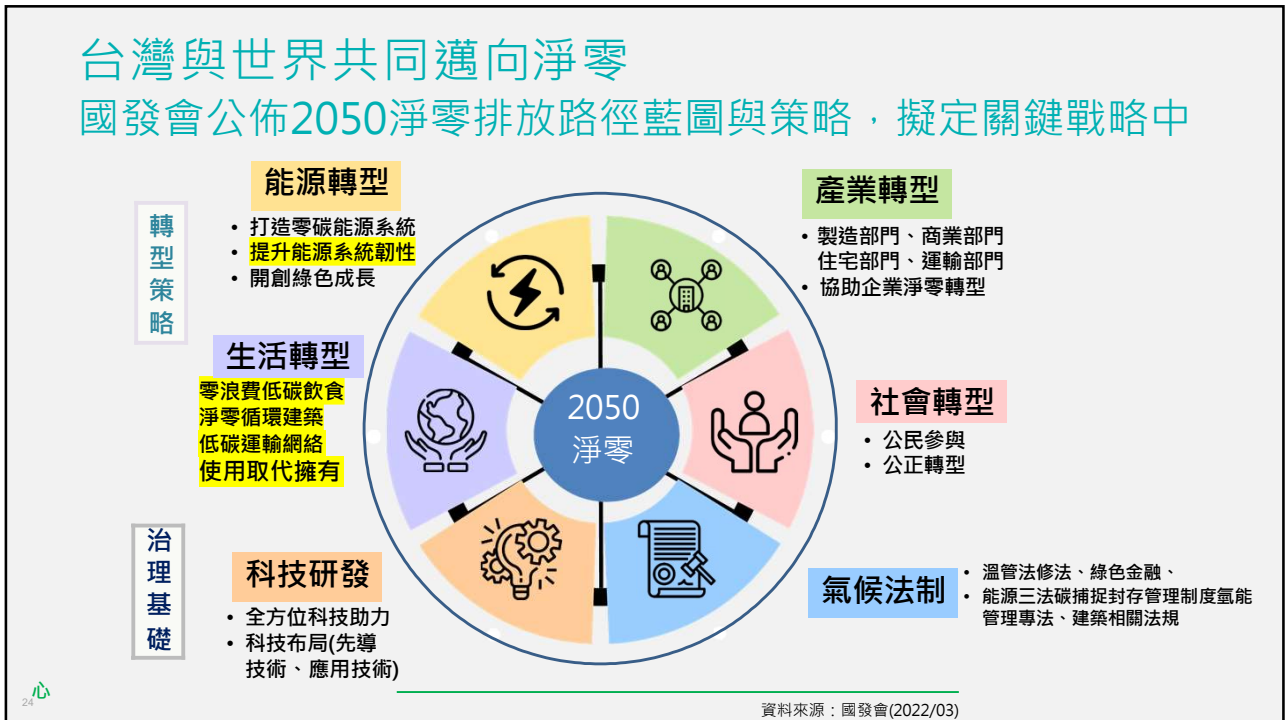 台灣與世界共同邁向淨零
國發會公佈2050淨零排放路徑藍圖與策略，擬定關鍵戰略中
轉型策略
能源轉型
• 打造零碳能源系統
• 提升能源系統韌性
• 開創綠色成長
產業轉型
• 製造部門、商業部門
住宅部門、運輸部門
• 協助企業淨零轉型
生活轉型
零浪費低碳飲食
淨零循環建築
低碳運輸網絡
使用取代擁有
2050
淨零
社會轉型
• 公民參與
• 公正轉型
治理基礎
科技研發
• 全方位科技助力
• 科技布局(先導
技術、應用技術)
氣候法制
• 溫管法修法、綠色金融、
• 能源三法碳捕捉封存管理制度氫能
管理專法、建築相關法規
24
心
資料來源：國發會(2022/03)